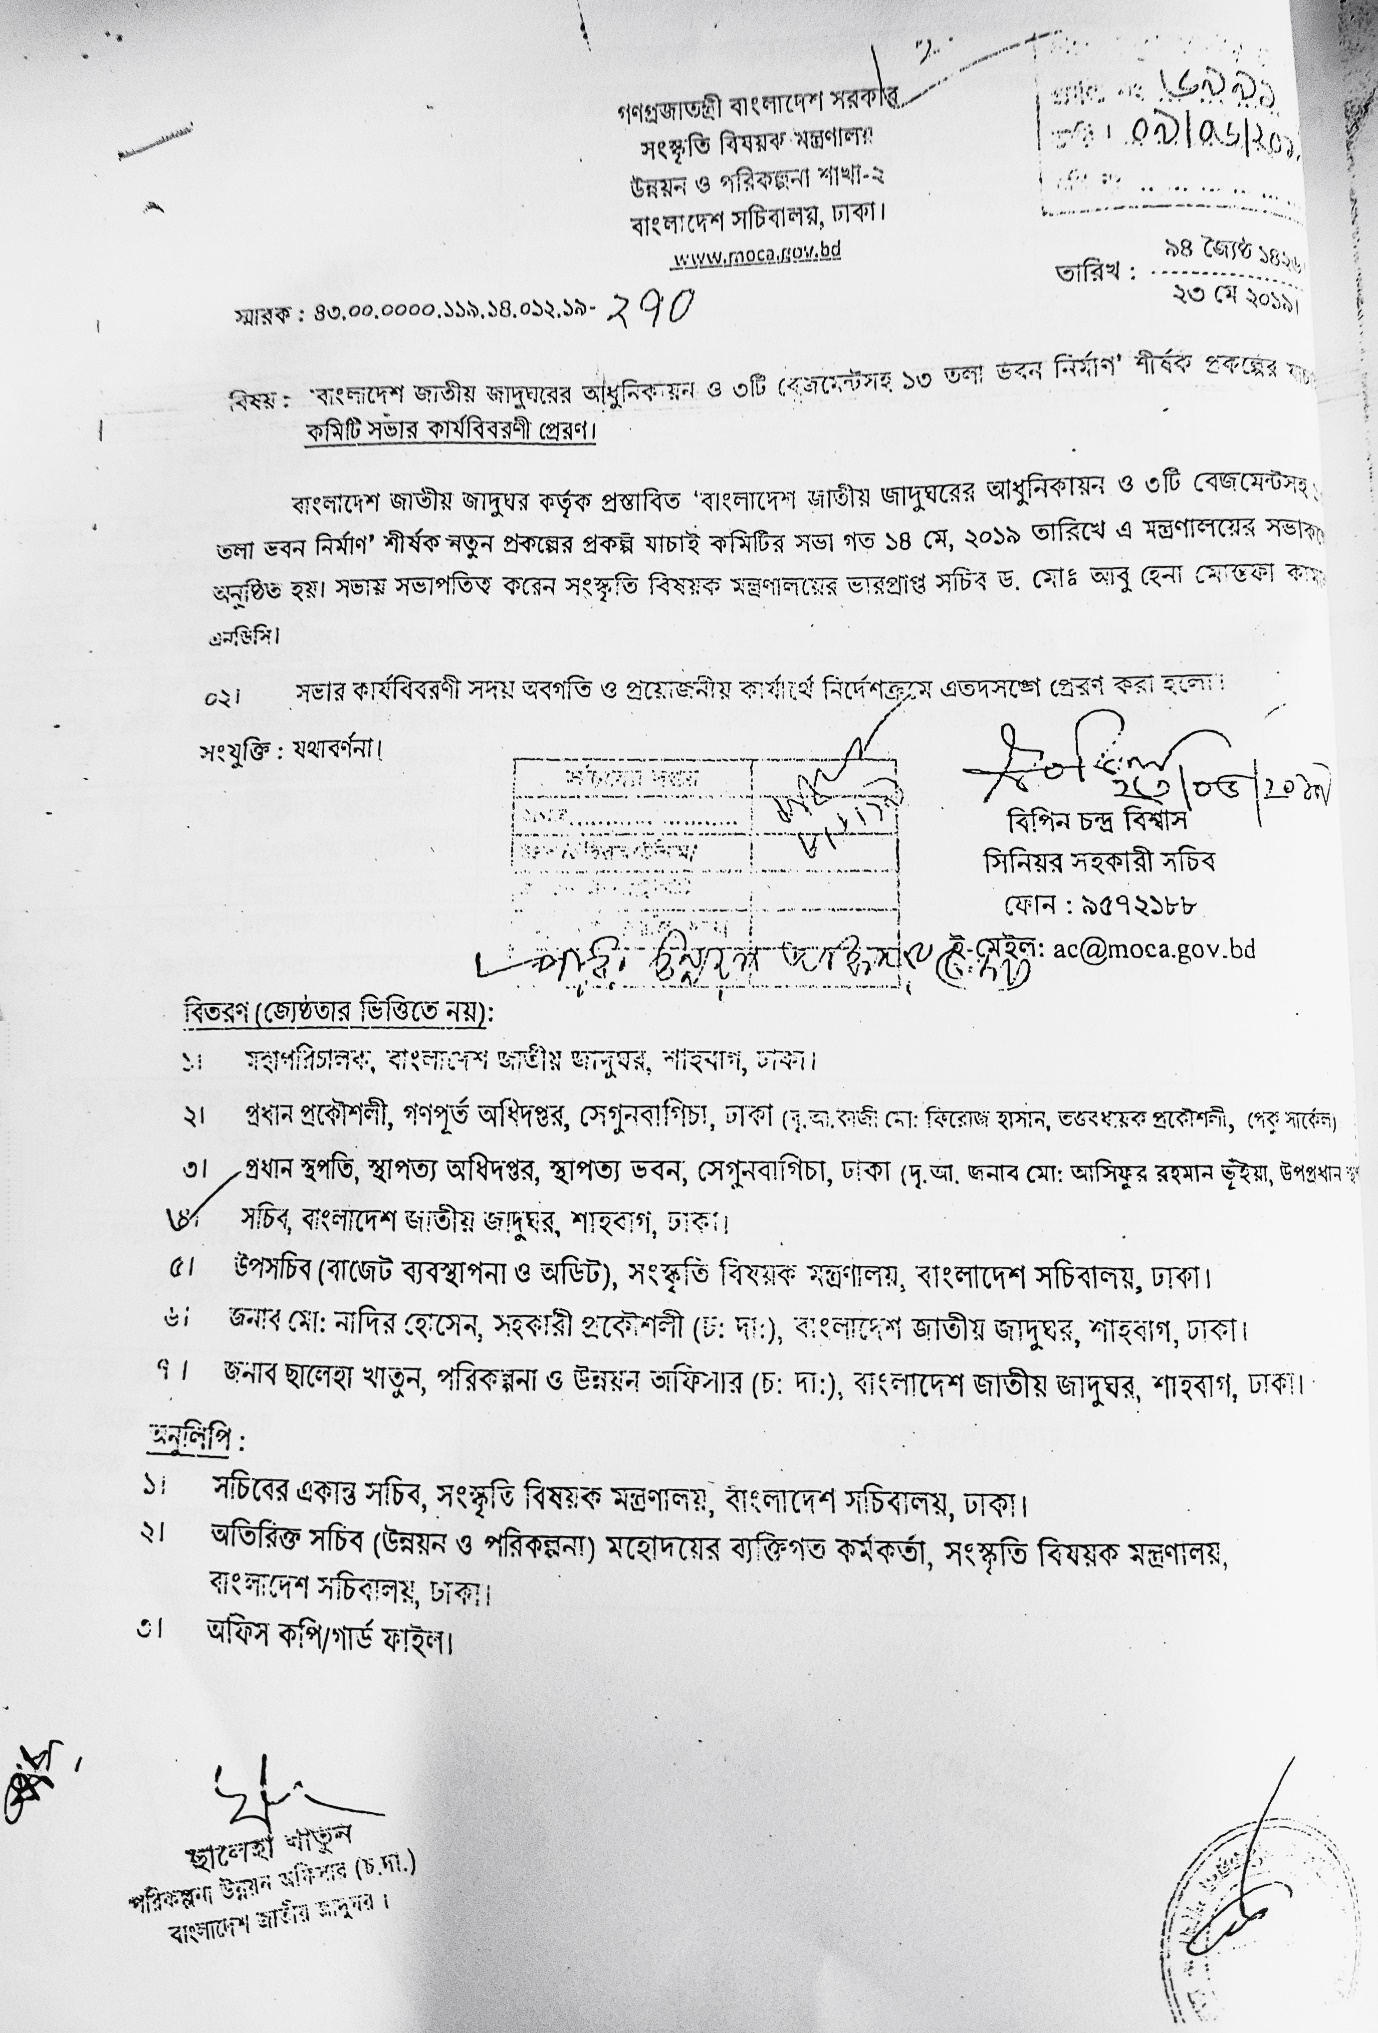 গণপ্রজাতন্ত্রী বাংলাদেশ সরকার
সংস্কৃতি বিষয়ক মন্ত্রণালয়
উন্নয়ন ও পরিকল্পনা শাখা-২
বাংলাদেশ সচিবালয়, ঢাকা।
www.moca.gov.bd
৬২৯১
০৯/০৬/২০১
তারিখ :
১৪ জ্যৈষ্ঠ ১৪২৬
২৩ মে ২০১৯।
স্মারক : ৪৩.০০.০০০০.১১৯.১৪.০১২.১৯- ২৭০
বিষয় : ‘বাংলাদেশ জাতীয় জাদুঘরের আধুনিকায়ন ও ৩টি বেজমেন্টসহ ১৩ তলা ভবন নির্মাণ’ শীর্ষক প্রকল্পের
কমিটি সভার কার্যবিবরণী প্রেরণ।
বাংলাদেশ জাতীয় জাদুঘর কর্তৃক প্রস্তাবিত ‘বাংলাদেশ জাতীয় জাদুঘরের আধুনিকায়ন ও ৩টি বেজমেন্টসহ
তলা ভবন নির্মাণ’ শীর্ষক নতুন প্রকল্পের প্রকল্প যাচাই কমিটির সভা গত ১৪ মে, ২০১৯ তারিখে এ মন্ত্রণালয়ের
অনুষ্ঠিত হয়। সভায় সভাপতিত্ব করেন সংস্কৃতি বিষয়ক মন্ত্রণালয়ের ভারপ্রাপ্ত সচিব ড. মোঃ আবু হেনা মোস্তফা
এনডিসি।
০২। সভার কার্যবিবরণী সদয় অবগতি ও প্রয়োজনীয় কার্যার্থে নির্দেশক্রমে এতদসঙ্গে প্রেরণ করা হলো।
সংযুক্তি : যথাবর্ণনা।
২৩/০৫/২০১৯
বিপিন চন্দ্র বিশ্বাস
সিনিয়র সহকারী সচিব
ফোন : ৯৫৭২১৮৮
ই-মেইল: ac@moca.gov.bd
বিতরণ (জ্যেষ্ঠতার ভিত্তিতে নয়):
১। মহাপরিচালক, বাংলাদেশ জাতীয় জাদুঘর, শাহবাগ, ঢাকা।
২। প্রধান প্রকৌশলী, গণপূর্ত অধিদপ্তর, সেগুনবাগিচা, ঢাকা (দৃ.আ.কাজী মো: ফিরোজ হাসান, তত্তবধায়ক প্রকৌশলী, পেকু সার্কেল)
৩। প্রধান স্থপতি, স্থাপত্য অধিদপ্তর, স্থাপত্য ভবন, সেগুনবাগিচা, ঢাকা (দৃ.আ. জনাব মো: আসিফুর রহমান ভূঁইয়া, উপপ্রধান
৪। সচিব, বাংলাদেশ জাতীয় জাদুঘর, শাহবাগ, ঢাকা।
৫। উপসচিব (বাজেট ব্যবস্থাপনা ও অডিট), সংস্কৃতি বিষয়ক মন্ত্রণালয়, বাংলাদেশ সচিবালয়, ঢাকা।
৬। জনাব মো: নাদির হোসেন, সহকারী প্রকৌশলী (চ: দা:), বাংলাদেশ জাতীয় জাদুঘর, শাহবাগ, ঢাকা।
৭। জনাব ছালেহা খাতুন, পরিকল্পনা ও উন্নয়ন অফিসার (চ: দা:), বাংলাদেশ জাতীয় জাদুঘর, শাহবাগ, ঢাকা।
অনুলিপি :
১। সচিবের একান্ত সচিব, সংস্কৃতি বিষয়ক মন্ত্রণালয়, বাংলাদেশ সচিবালয়, ঢাকা।
২। অতিরিক্ত সচিব (উন্নয়ন ও পরিকল্পনা) মহোদয়ের ব্যক্তিগত কর্মকর্তা, সংস্কৃতি বিষয়ক মন্ত্রণালয়,
বাংলাদেশ সচিবালয়, ঢাকা।
৩। অফিস কপি/গার্ড ফাইল।
ছালেহা খাতুন
পরিকল্পনা উন্নয়ন অফিসার (চ.দা.)
বাংলাদেশ জাতীয় জাদুঘর।